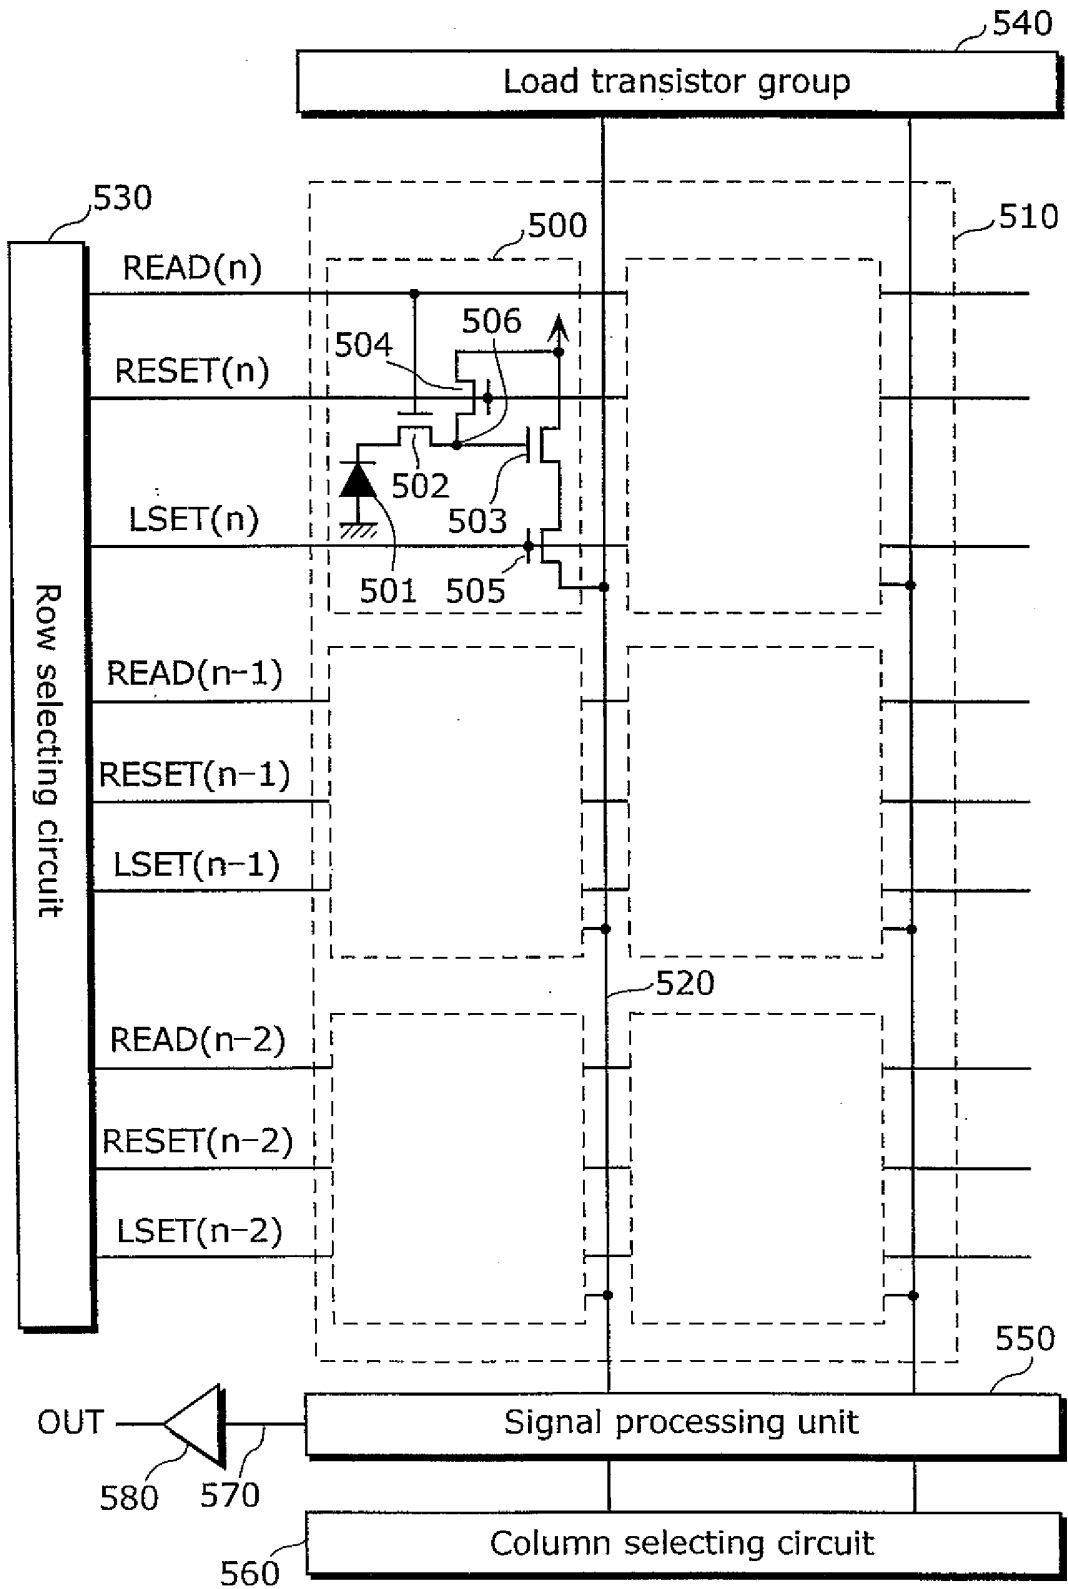 540
Load transistor group
530
500
510
READ(n)
506
504
RESET(n)
502
LSET(n)
503
501
505
Row selecting circuit
READ(n-1)
RESET(n-1)
LSET(n-1)
520
READ(n-2)
RESET(n-2)
LSET(n-2)
550
OUT
Signal processing unit
580
570
Column selecting circuit
560